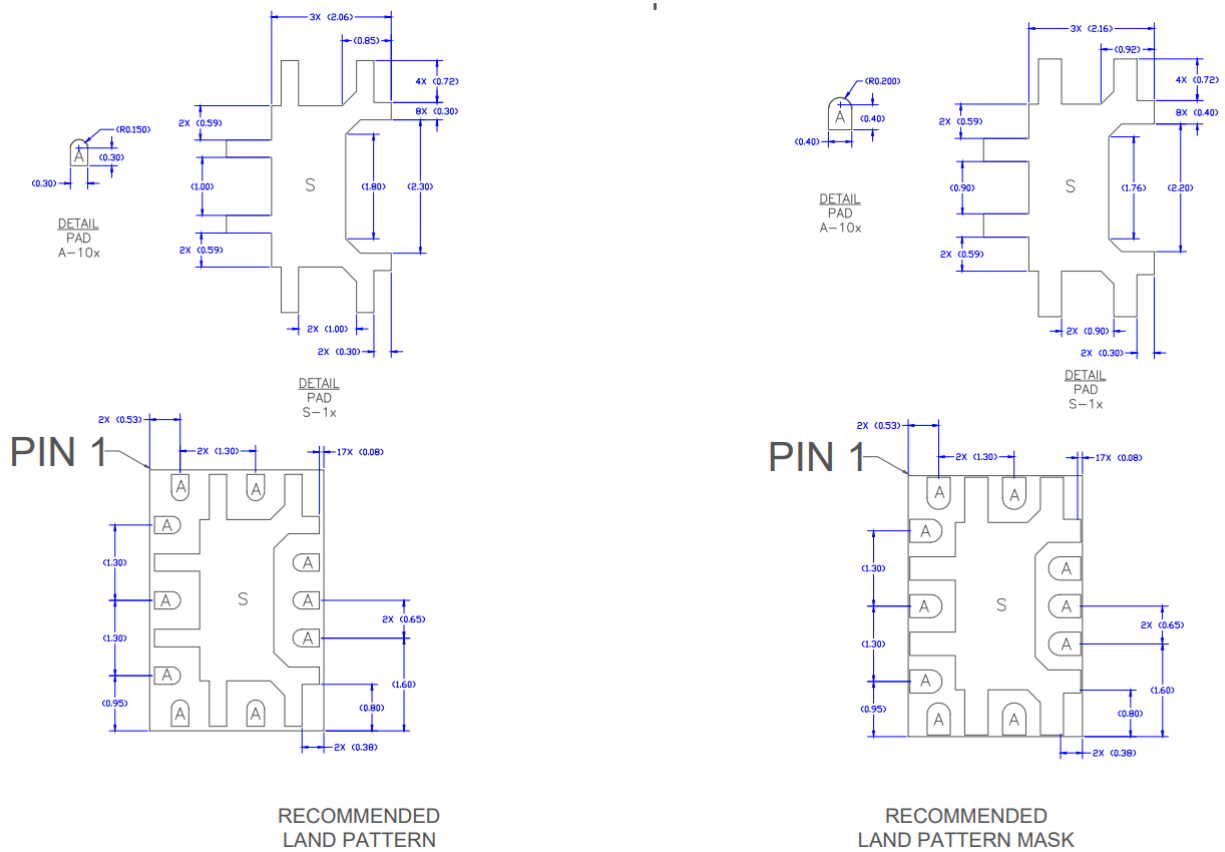 3X (2.06)
(0.85)
4X (0.72)
8X (0.30)
2X (0.59)
(R0.150)
A
(0.30)
(0.30)
(1.00)
S
(1.80)
(2.30)
2X (0.59)
DETAIL
PAD
A-10x
2X (1.00)
2X (0.30)
DETAIL
PAD
S-1x
3X (2.16)
(0.92)
4X (0.72)
8X (0.40)
2X (0.59)
(R0.200)
A
(0.40)
(0.40)
(0.90)
S
(1.76)
(2.20)
2X (0.59)
DETAIL
PAD
A-10x
2X (0.90)
2X (0.30)
DETAIL
PAD
S-1x
2X (0.53)
PIN 1
2X (1.30)
17X (0.08)
A
A
A
A
(1.30)
A
S
A
2X (0.65)
A
(1.30)
A
(1.60)
(0.95)
(0.80)
A
A
2X (0.38)
RECOMMENDED
LAND PATTERN
2X (0.53)
PIN 1
2X (1.30)
17X (0.08)
A
A
A
A
(1.30)
A
S
A
2X (0.65)
A
(1.30)
A
(1.60)
(0.95)
(0.80)
A
A
2X (0.38)
RECOMMENDED
LAND PATTERN MASK